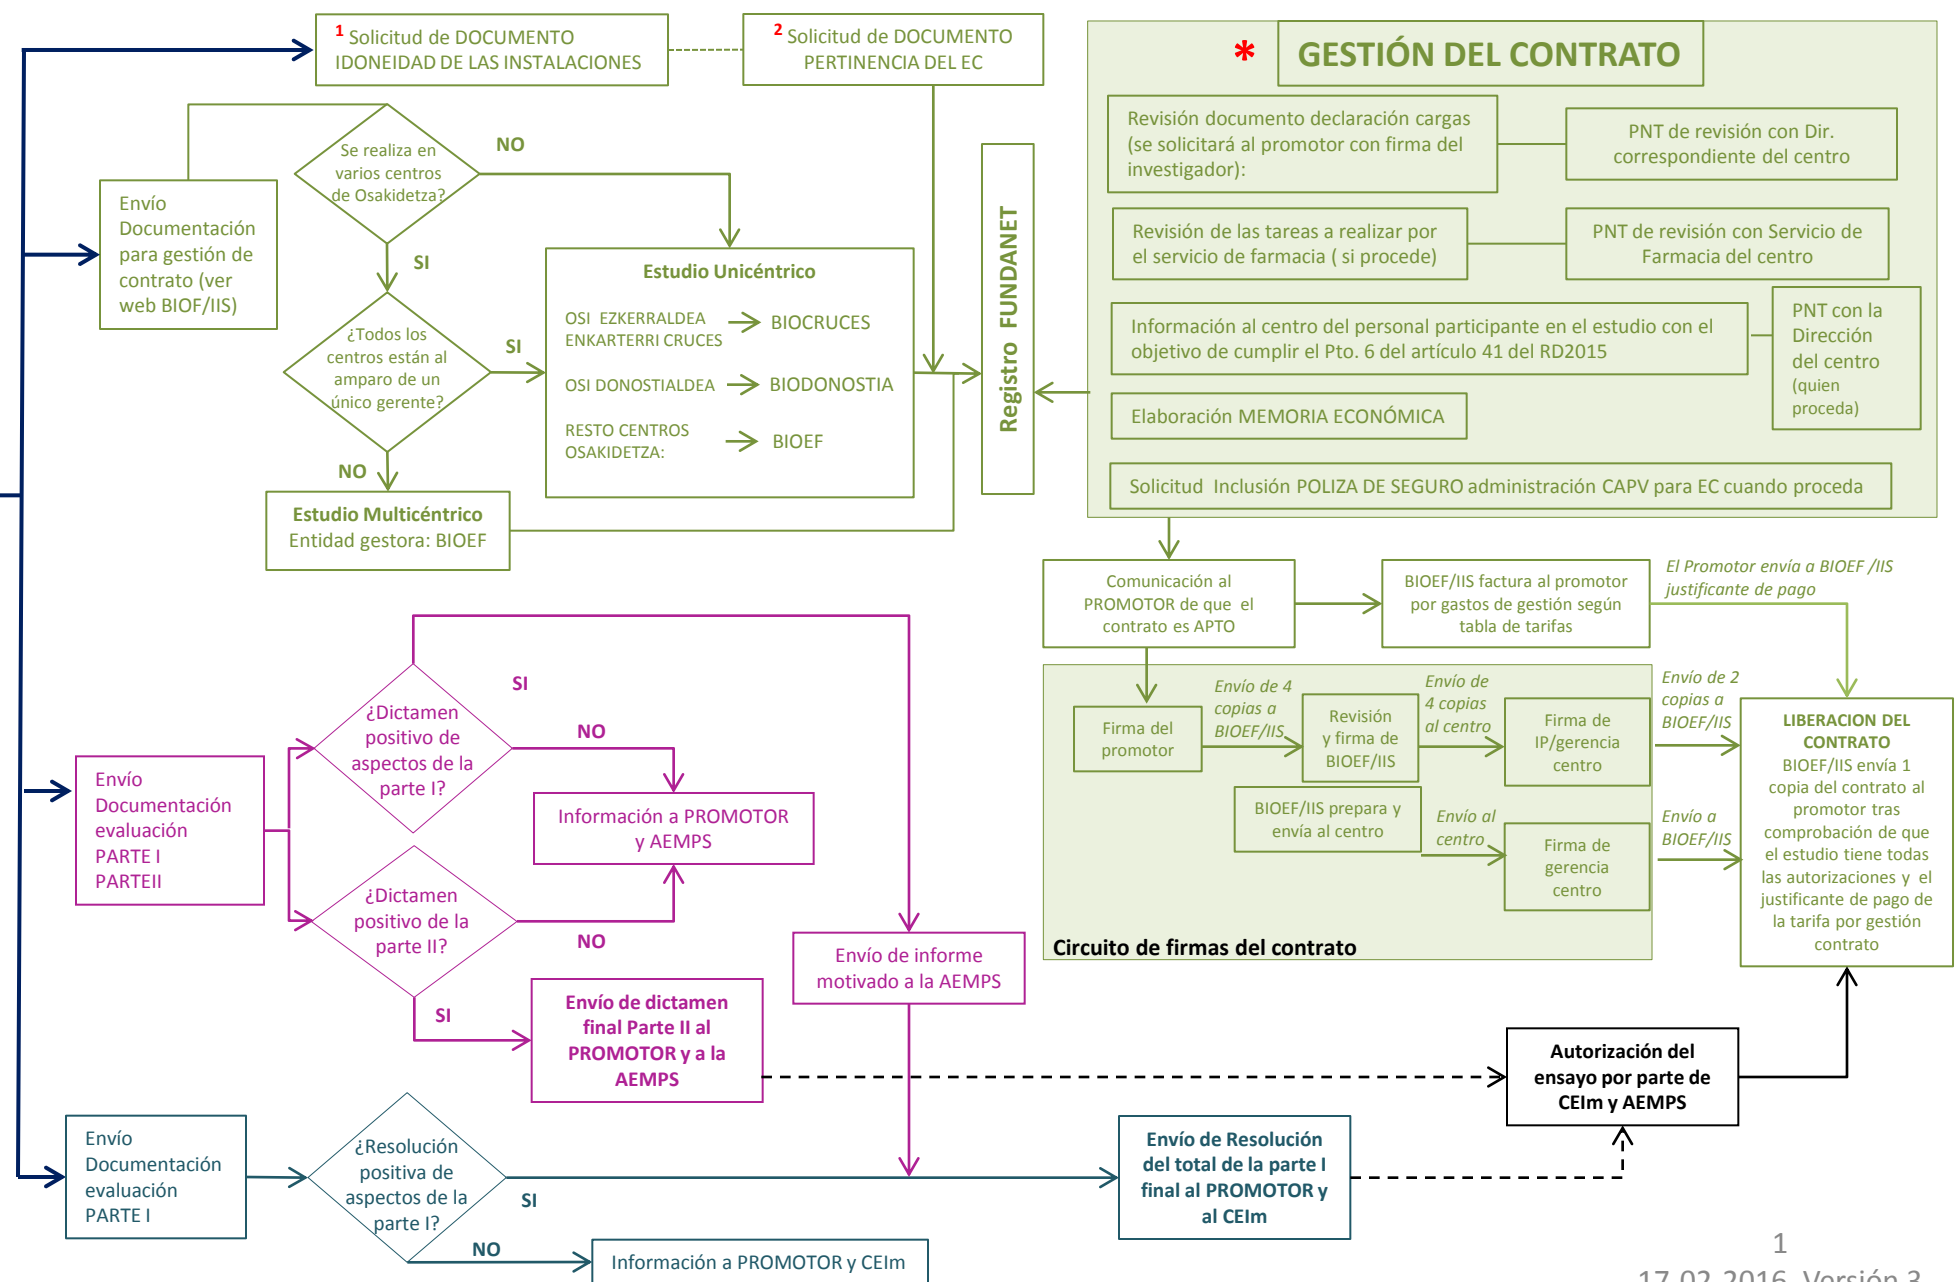 1 Solicitud de DOCUMENTO
IDONEIDAD DE LAS INSTALACIONES
2 Solicitud de DOCUMENTO
PERTINENCIA DEL EC
Envío
Documentación
para gestión de
contrato (ver
web BIOF/IIS)
Se realiza en
varios centros
de Osakidetza?
NO
SI
¿Todos los
centros están al
amparo de un
único gerente?
SI
NO
Estudio Unicéntrico
OSI EZKERRALDEA
ENKARTERRI CRUCES
BIOCRUCES
OSI DONOSTIALDEA
BIODONOSTIA
RESTO CENTROS
OSAKIDETZA:
BIOEF
Estudio Multicéntrico
Entidad gestora: BIOEF
Registro FUNDANET
* GESTIÓN DEL CONTRATO
Revisión documento declaración cargas
(se solicitará al promotor con firma del
investigador):
PNT de revisión con Dir.
correspondiente del centro
Revisión de las tareas a realizar por
el servicio de farmacia ( si procede)
PNT de revisión con Servicio de
Farmacia del centro
Información al centro del personal participante en el estudio con el
objetivo de cumplir el Pto. 6 del artículo 41 del RD2015
PNT con la
Dirección
del centro
(quien
proceda)
Elaboración MEMORIA ECONÓMICA
Solicitud Inclusión POLIZA DE SEGURO administración CAPV para EC cuando proceda
Comunicación al
PROMOTOR de que el
contrato es APTO
BIOEF/IIS factura al promotor
por gastos de gestión según
tabla de tarifas
El Promotor envía a BIOEF /IIS
justificante de pago
Firma del
promotor
Envío de 4
copias a
BIOEF/IIS
Revisión
y firma de
BIOEF/IIS
Envío de
4 copias
al centro
Firma de
IP/gerencia
centro
Envío de 2
copias a
BIOEF/IIS
BIOEF/IIS prepara y
envía al centro
Envío al
centro
Firma de
gerencia
centro
Envío a
BIOEF/IIS
Circuito de firmas del contrato
LIBERACION DEL
CONTRATO
BIOEF/IIS envía 1
copia del contrato al
promotor tras
comprobación de que
el estudio tiene todas
las autorizaciones y el
justificante de pago de
la tarifa por gestión
contrato
Envío
Documentación
evaluación
PARTE I
PARTEII
¿Dictamen
positivo de
aspectos de la
parte I?
SI
NO
Información a PROMOTOR
y AEMPS
¿Dictamen
positivo de la
parte II?
NO
SI
Envío de dictamen
final Parte II al
PROMOTOR y a la
AEMPS
Envío de informe
motivado a la AEMPS
Autorización del
ensayo por parte de
CEIm y AEMPS
Envío
Documentación
evaluación
PARTE I
¿Resolución
positiva de
aspectos de la
parte I?
SI
NO
Información a PROMOTOR y CEIm
Envío de Resolución
del total de la parte I
final al PROMOTOR y
al CEIm
1
17-02-2016 Versión 3